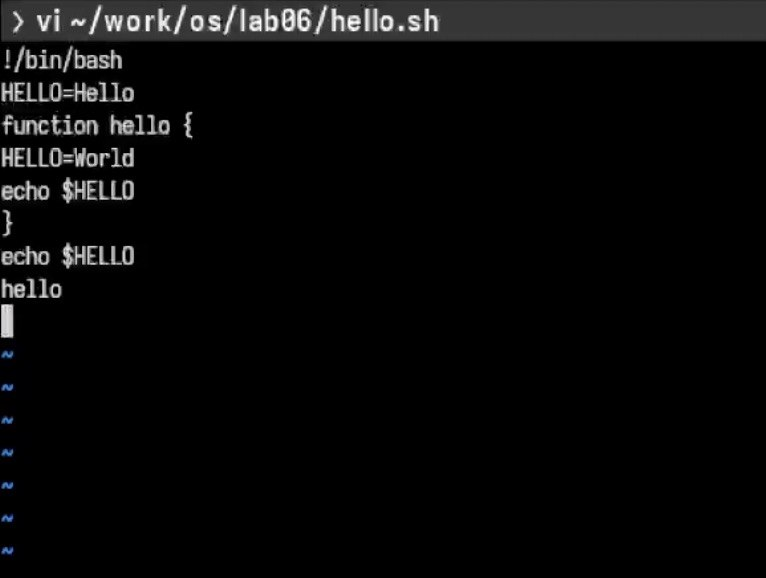 ❯ vi ~/work/os/lab06/hello.sh
!/bin/bash
HELLO=Hello
function hello {
HELLO=World
echo $HELLO
}
echo $HELLO
hello
~
~
~
~
~
~
~